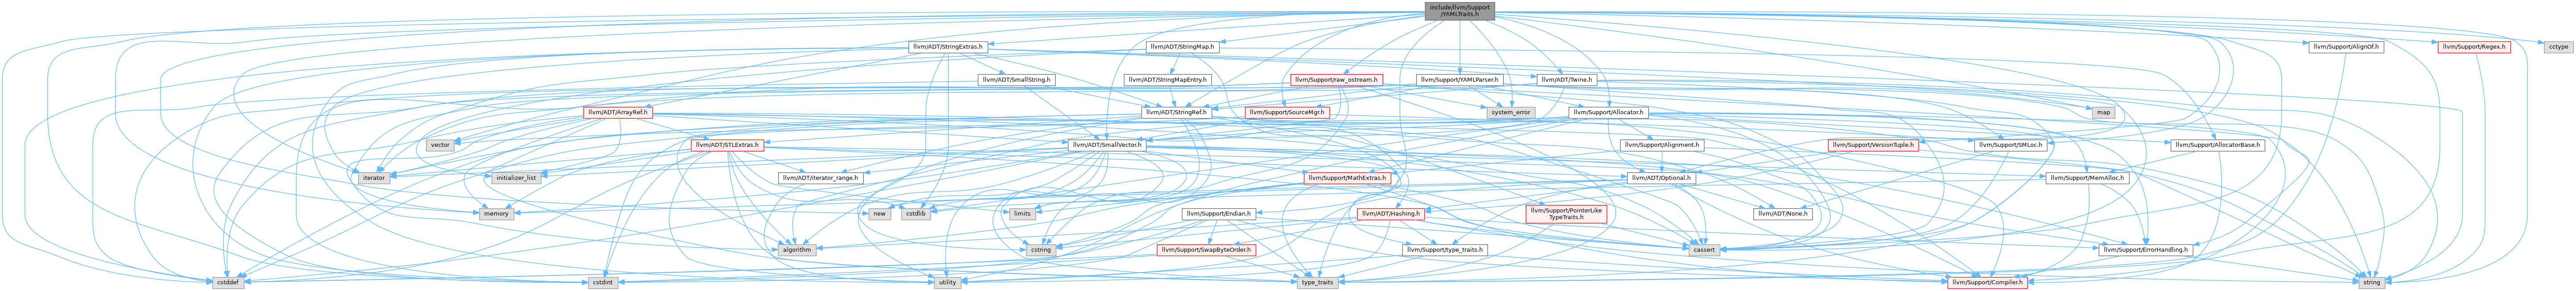 include/llvm/Support
/YAMLTraits.h
llvm/ADT/StringExtras.h
llvm/ADT/StringMap.h
llvm/Support/AlignOf.h
llvm/Support/Regex.h
cctype
llvm/ADT/SmallString.h
llvm/ADT/StringMapEntry.h
llvm/Support/raw_ostream.h
llvm/Support/YAMLParser.h
llvm/ADT/Twine.h
llvm/ADT/ArrayRef.h
llvm/ADT/StringRef.h
llvm/Support/SourceMgr.h
system_error
llvm/Support/Allocator.h
map
vector
llvm/ADT/STLExtras.h
llvm/ADT/SmallVector.h
llvm/Support/Alignment.h
llvm/Support/VersionTuple.h
llvm/Support/SMLoc.h
llvm/Support/AllocatorBase.h
iterator
initializer_list
llvm/ADT/iterator_range.h
llvm/Support/MathExtras.h
llvm/ADT/Optional.h
llvm/Support/MemAlloc.h
memory
new
cstdlib
limits
llvm/Support/Endian.h
llvm/ADT/Hashing.h
llvm/Support/PointerLike
TypeTraits.h
llvm/ADT/None.h
algorithm
cstring
llvm/Support/SwapByteOrder.h
llvm/Support/type_traits.h
cassert
llvm/Support/ErrorHandling.h
cstddef
cstdint
utility
type_traits
llvm/Support/Compiler.h
string